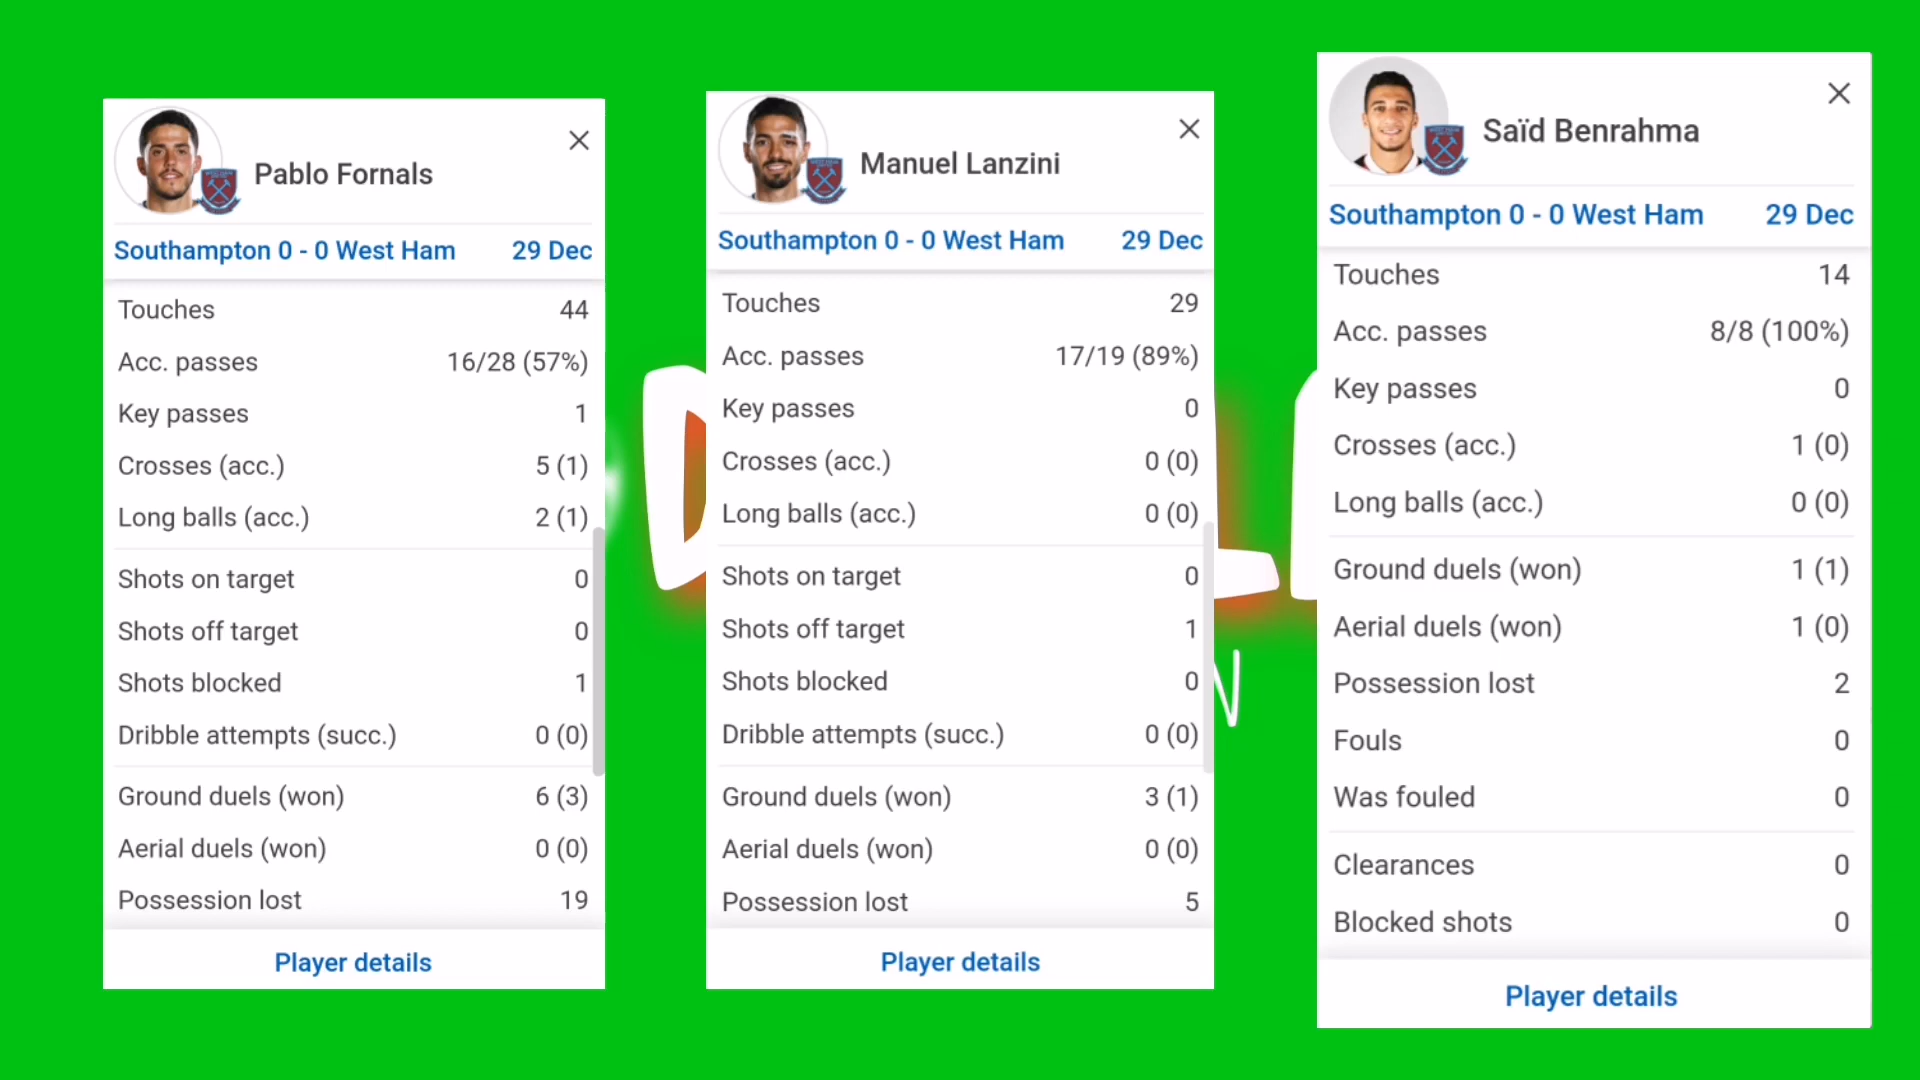 Pablo Fornals
Southampton 0 - 0 West Ham 29 Dec
Touches 44
Acc. passes 16/28 (57%)
Key passes 1
Crosses (acc.) 5 (1)
Long balls (acc.) 2 (1)
Shots on target 0
Shots off target 0
Shots blocked 1
Dribble attempts (succ.) 0 (0)
Ground duels (won) 6 (3)
Aerial duels (won) 0 (0)
Possession lost 19
Player details
Manuel Lanzini
Southampton 0 - 0 West Ham 29 Dec
Touches 29
Acc. passes 17/19 (89%)
Key passes 0
Crosses (acc.) 0 (0)
Long balls (acc.) 0 (0)
Shots on target 0
Shots off target 1
Shots blocked 0
Dribble attempts (succ.) 0 (0)
Ground duels (won) 3 (1)
Aerial duels (won) 0 (0)
Possession lost 5
Player details
Saïd Benrahma
Southampton 0 - 0 West Ham 29 Dec
Touches 14
Acc. passes 8/8 (100%)
Key passes 0
Crosses (acc.) 1 (0)
Long balls (acc.) 0 (0)
Ground duels (won) 1 (1)
Aerial duels (won) 1 (0)
Possession lost 2
Fouls 0
Was fouled 0
Clearances 0
Blocked shots 0
Player details